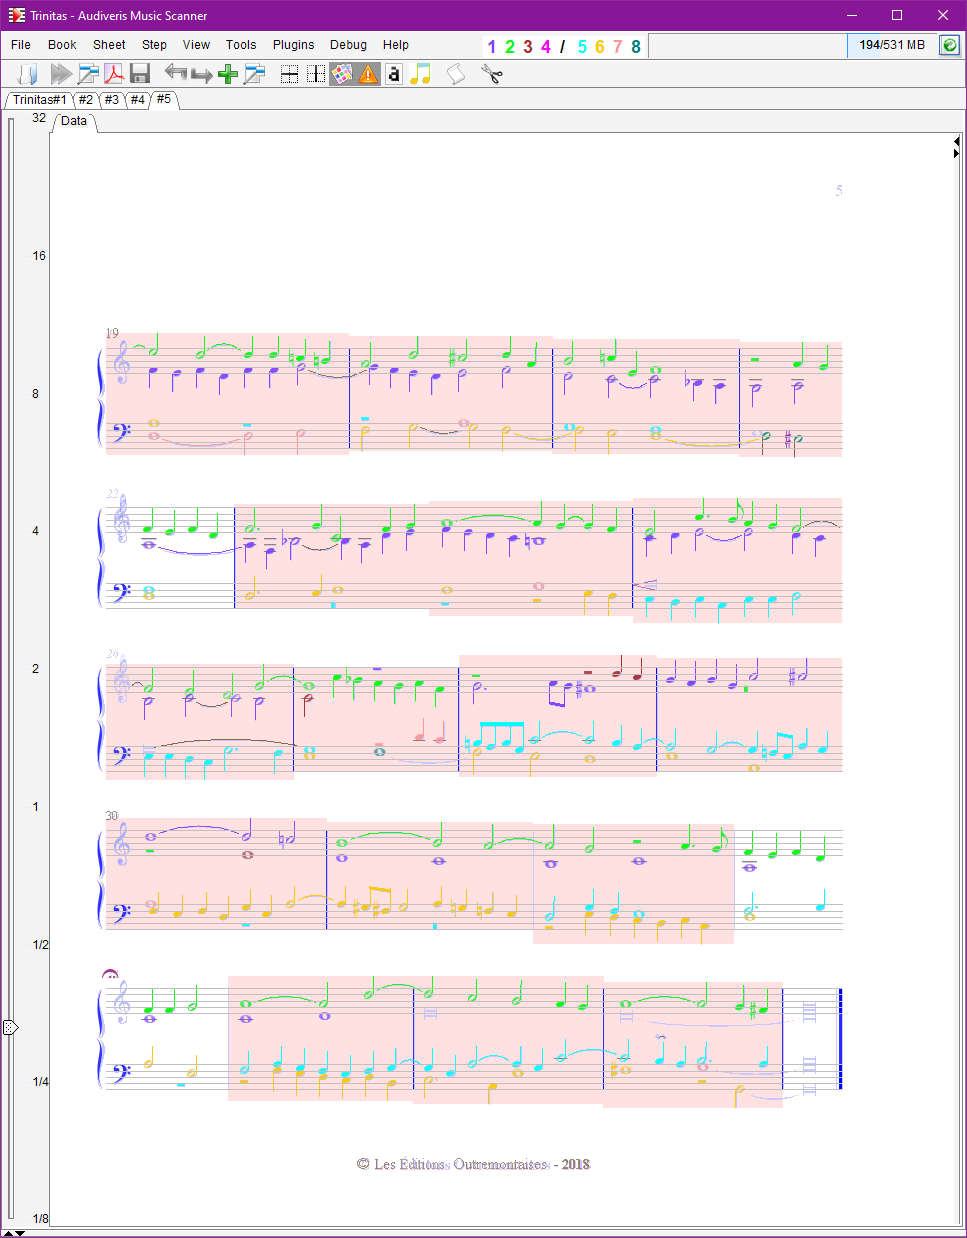 Trinitas - Audiveris Music Scanner
File Book Sheet Step View Tools Plugins Debug Help 1 2 3 4 / 5 6 7 8 194/531 MB
a
Trinitas#1 #2 #3 #4 #5
32 Data
5
16
19
8
22
4
26
2
1
30
1/2
1/4
© Les Éditions Outremontaises - 2018
1/8